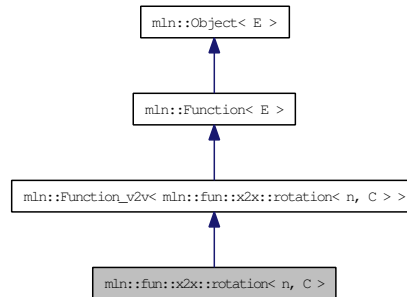 mln::Object< E >
mln::Function< E >
mln::Function_v2v< mln::fun::x2x::rotation< n, C > >
mln::fun::x2x::rotation< n, C >